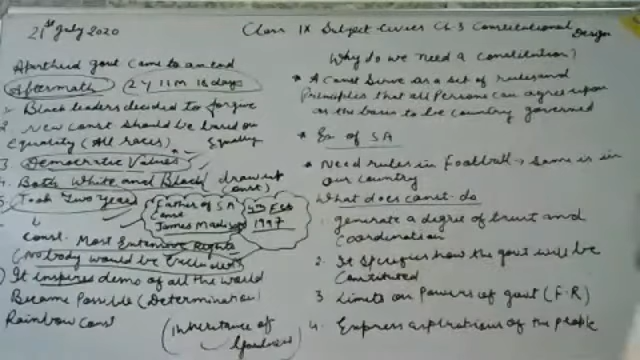 21st July 2020
Class IX Subject Civics Ch 3 Constitutional Design
Apartheid govt came to an end
Aftermath (2 y 11 m 18 days)
1. Black leaders decided to forgive
2. New const should be based on
Equality (All races) Equality
3. Democratic Values
4. Both White and Black drawup const)
5. Took Two Years
Father of S.A
Const
James Madison
4th Feb
1997
Const. Most Extensive Rights
(Nobody would be Excluded)
It inspires demo of all the world
Became Possible (Determination)
Rainbow Const
(Inheritance of
Goodness)
Why do we need a constitution?
* A Const Serve as a set of rules and
Principles that all Persons can agree upon
as the basis to be country governed
* Ex of SA
* Need rules in Football → Same is in
our Country
What does const. do
1. generate a degree of trust and
Coordination
2. It specifies how the govt will be
Constituted
3 Limits on Powers of govt (F.R)
4. Express aspirations of the people